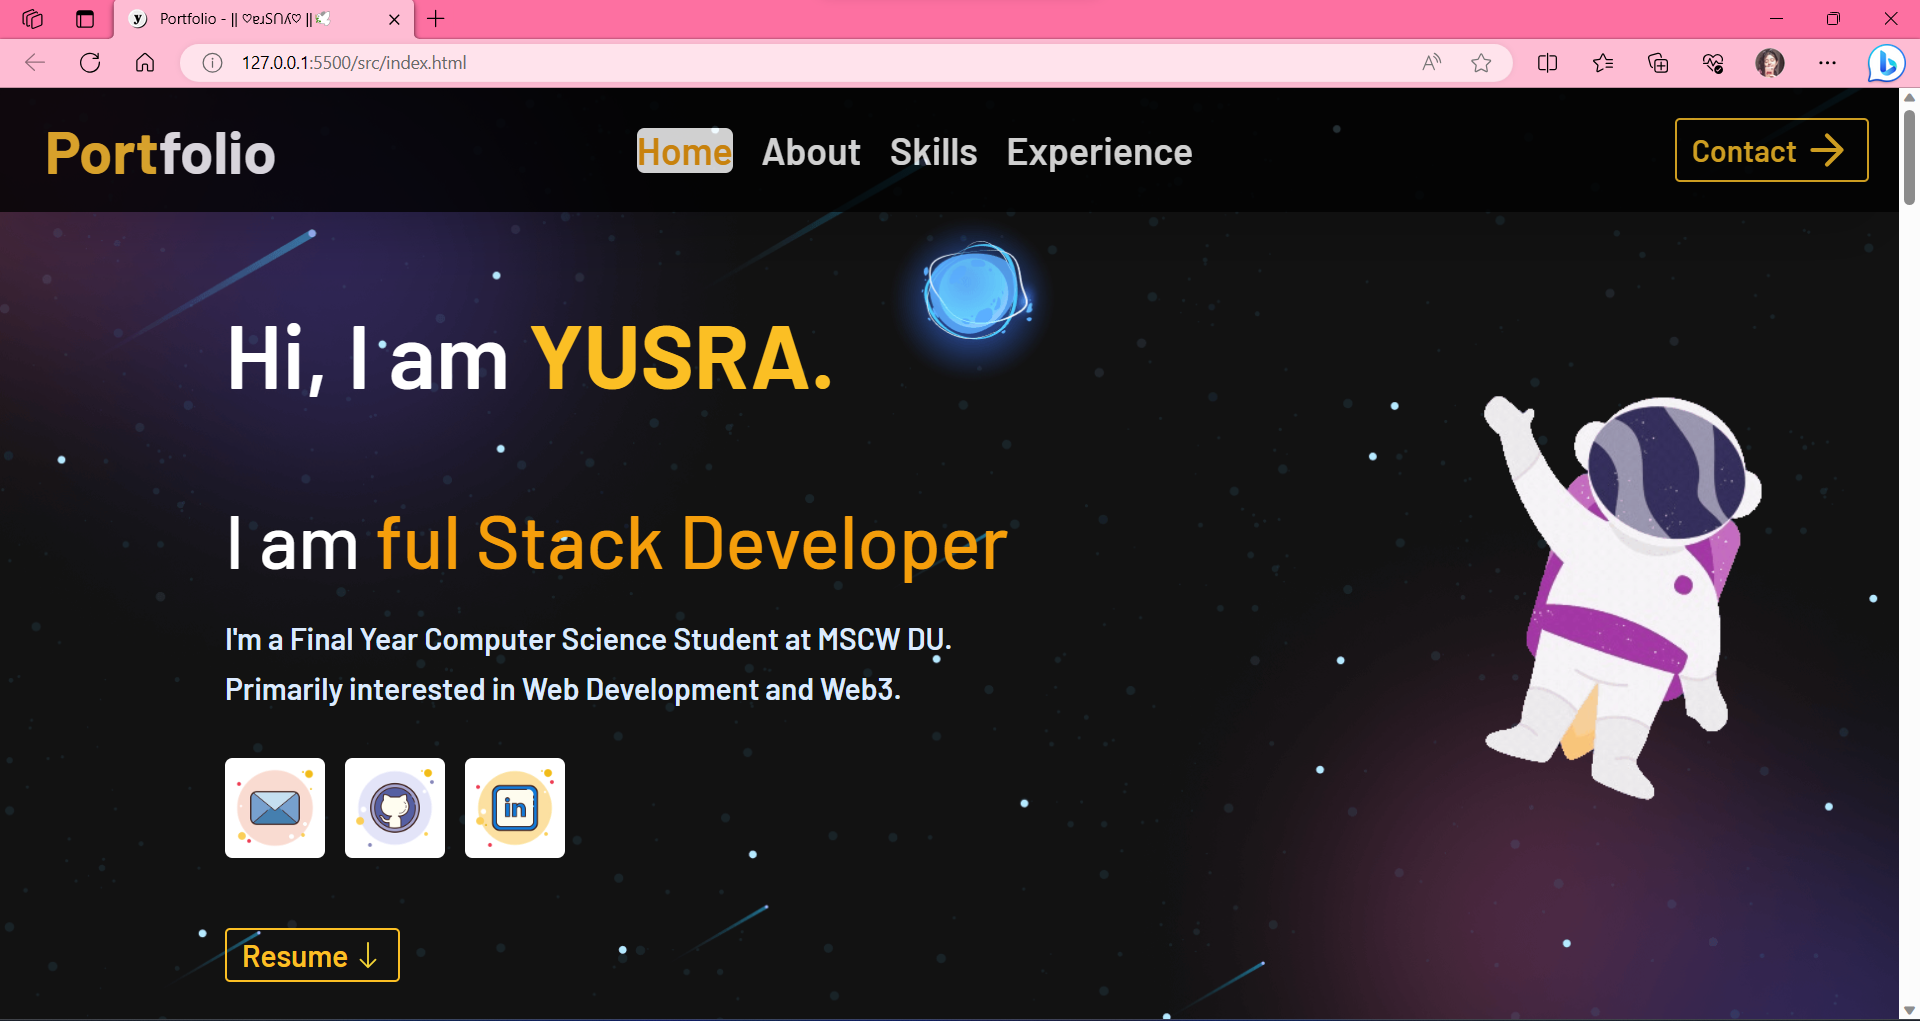 Portfolio - || ♡ɐɹSՈʎ♡ ||🕊
127.0.0.1:5500/src/index.html
Portfolio
Home About Skills Experience
Contact →
Hi, I am YUSRA.
I am ful Stack Developer
I'm a Final Year Computer Science Student at MSCW DU.
Primarily interested in Web Development and Web3.
in
Resume ↓